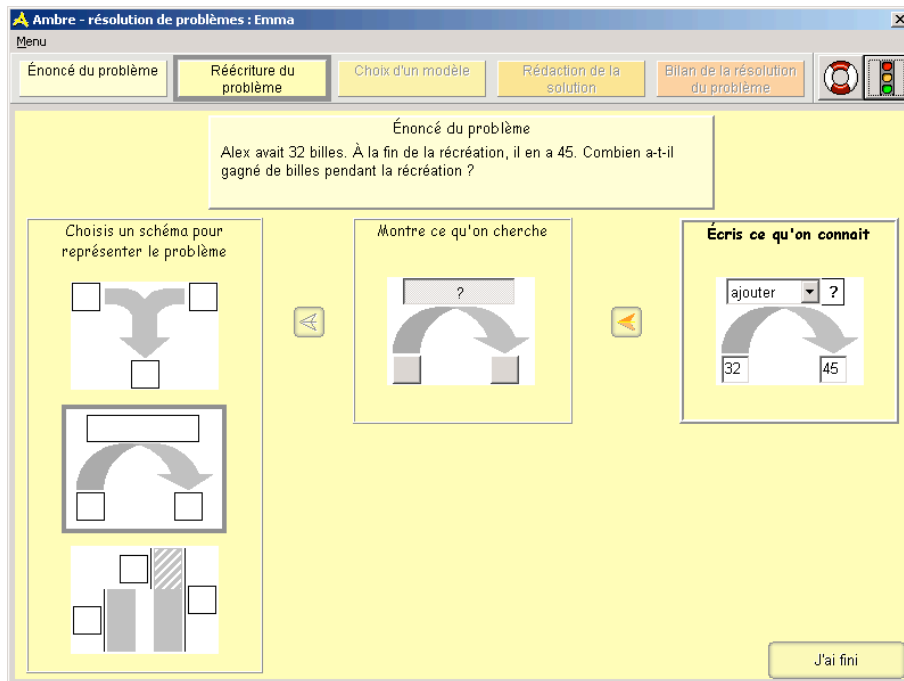 Ambre - résolution de problèmes : Emma
Menu
Énoncé du problème
Réécriture du
problème
Choix d'un modèle
Rédaction de la
solution
Bilan de la résolution
du problème
Énoncé du problème
Alex avait 32 billes. À la fin de la récréation, il en a 45. Combien a-t-il
gagné de billes pendant la récréation ?
Choisis un schéma pour
représenter le problème
Montre ce qu'on cherche
?
Écris ce qu'on connait
ajouter ?
32 45
J'ai fini